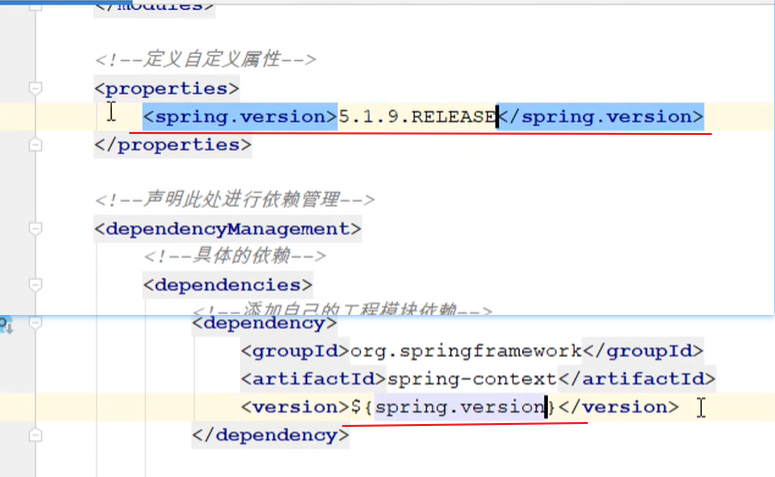 </modules>
<!--定义自定义属性-->
<properties>
<spring.version>5.1.9.RELEASE</spring.version>
</properties>
<!--声明此处进行依赖管理-->
<dependencyManagement>
<!--具体的依赖-->
<dependencies>
<!--添加自己的工程模块依赖-->
<dependency>
<groupId>org.springframework</groupId>
<artifactId>spring-context</artifactId>
<version>${spring.version}</version>
</dependency>